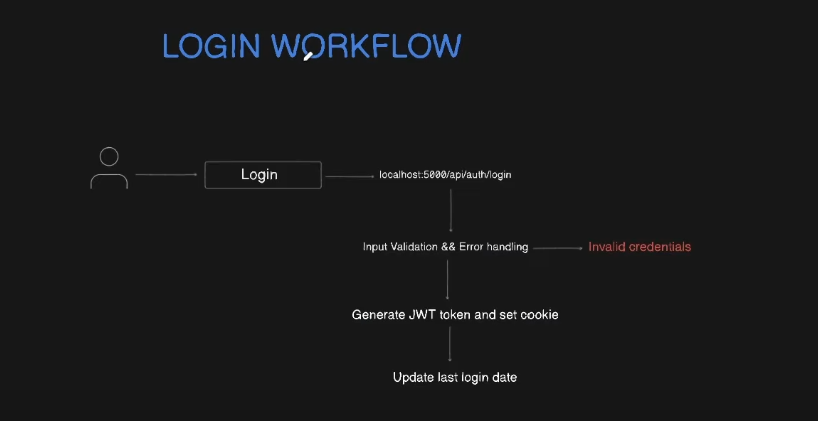 LOGIN WORKFLOW
Login
localhost:5000/api/auth/login
Input Validation && Error handling
Invalid credentials
Generate JWT token and set cookie
Update last login date